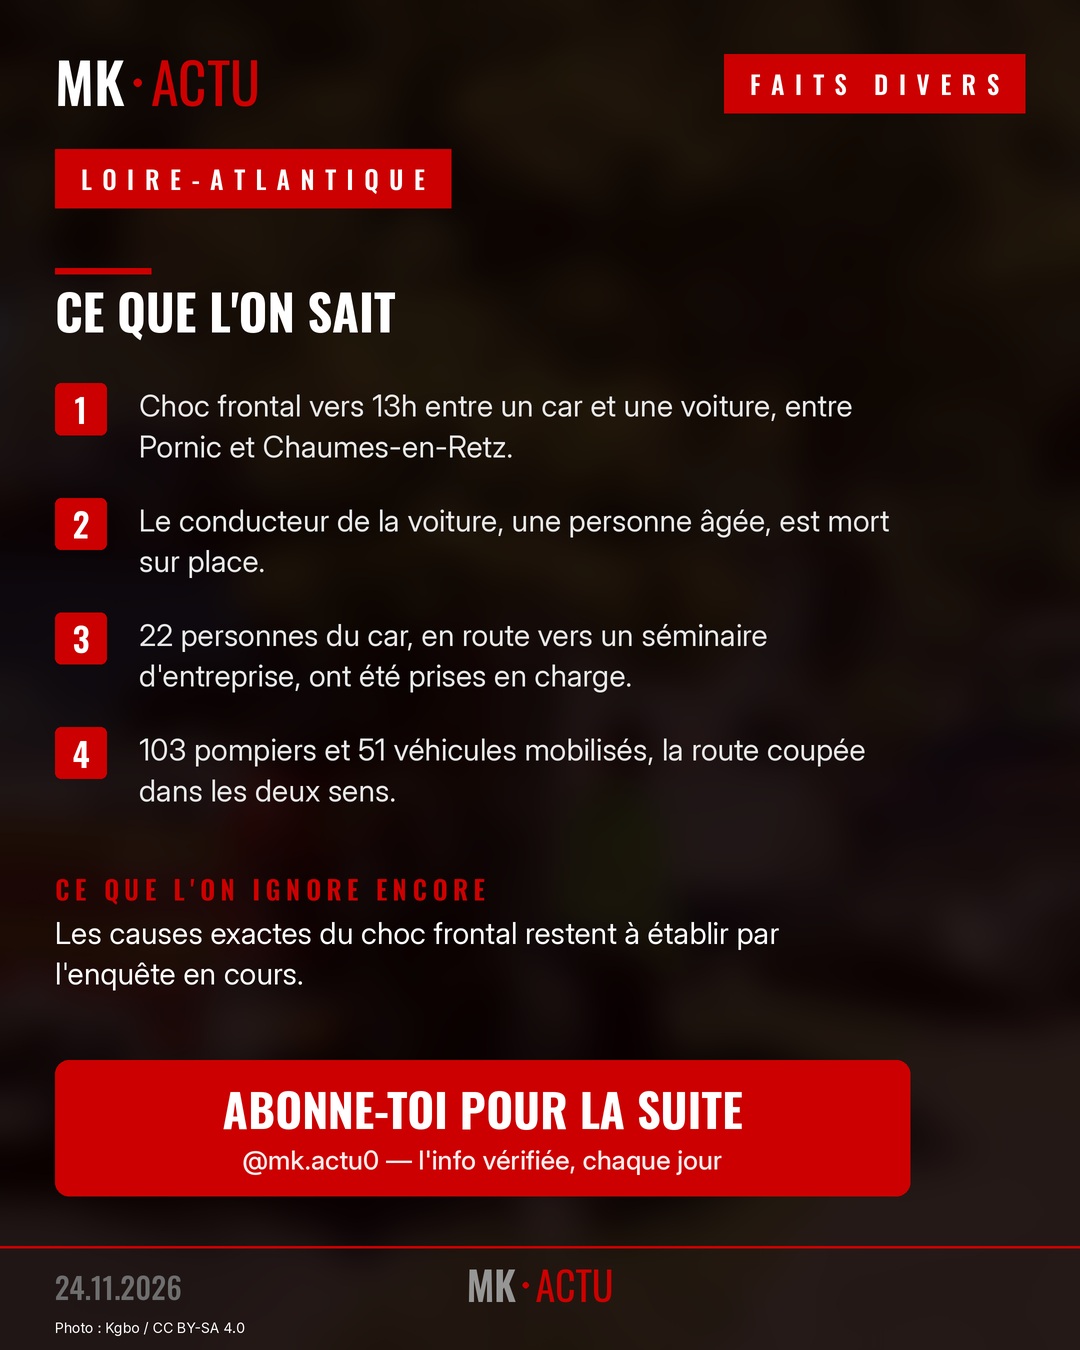 MK·ACTU
FAITS DIVERS
LOIRE-ATLANTIQUE
CE QUE L'ON SAIT
1
Choc frontal vers 13h entre un car et une voiture, entre
Pornic et Chaumes-en-Retz.
2
Le conducteur de la voiture, une personne âgée, est mort
sur place.
3
22 personnes du car, en route vers un séminaire
d'entreprise, ont été prises en charge.
4
103 pompiers et 51 véhicules mobilisés, la route coupée
dans les deux sens.
CE QUE L'ON IGNORE ENCORE
Les causes exactes du choc frontal restent à établir par
l'enquête en cours.
ABONNE-TOI POUR LA SUITE
@mk.actu0 — l'info vérifiée, chaque jour
24.11.2026
MK·ACTU
Photo : Kgbo / CC BY-SA 4.0